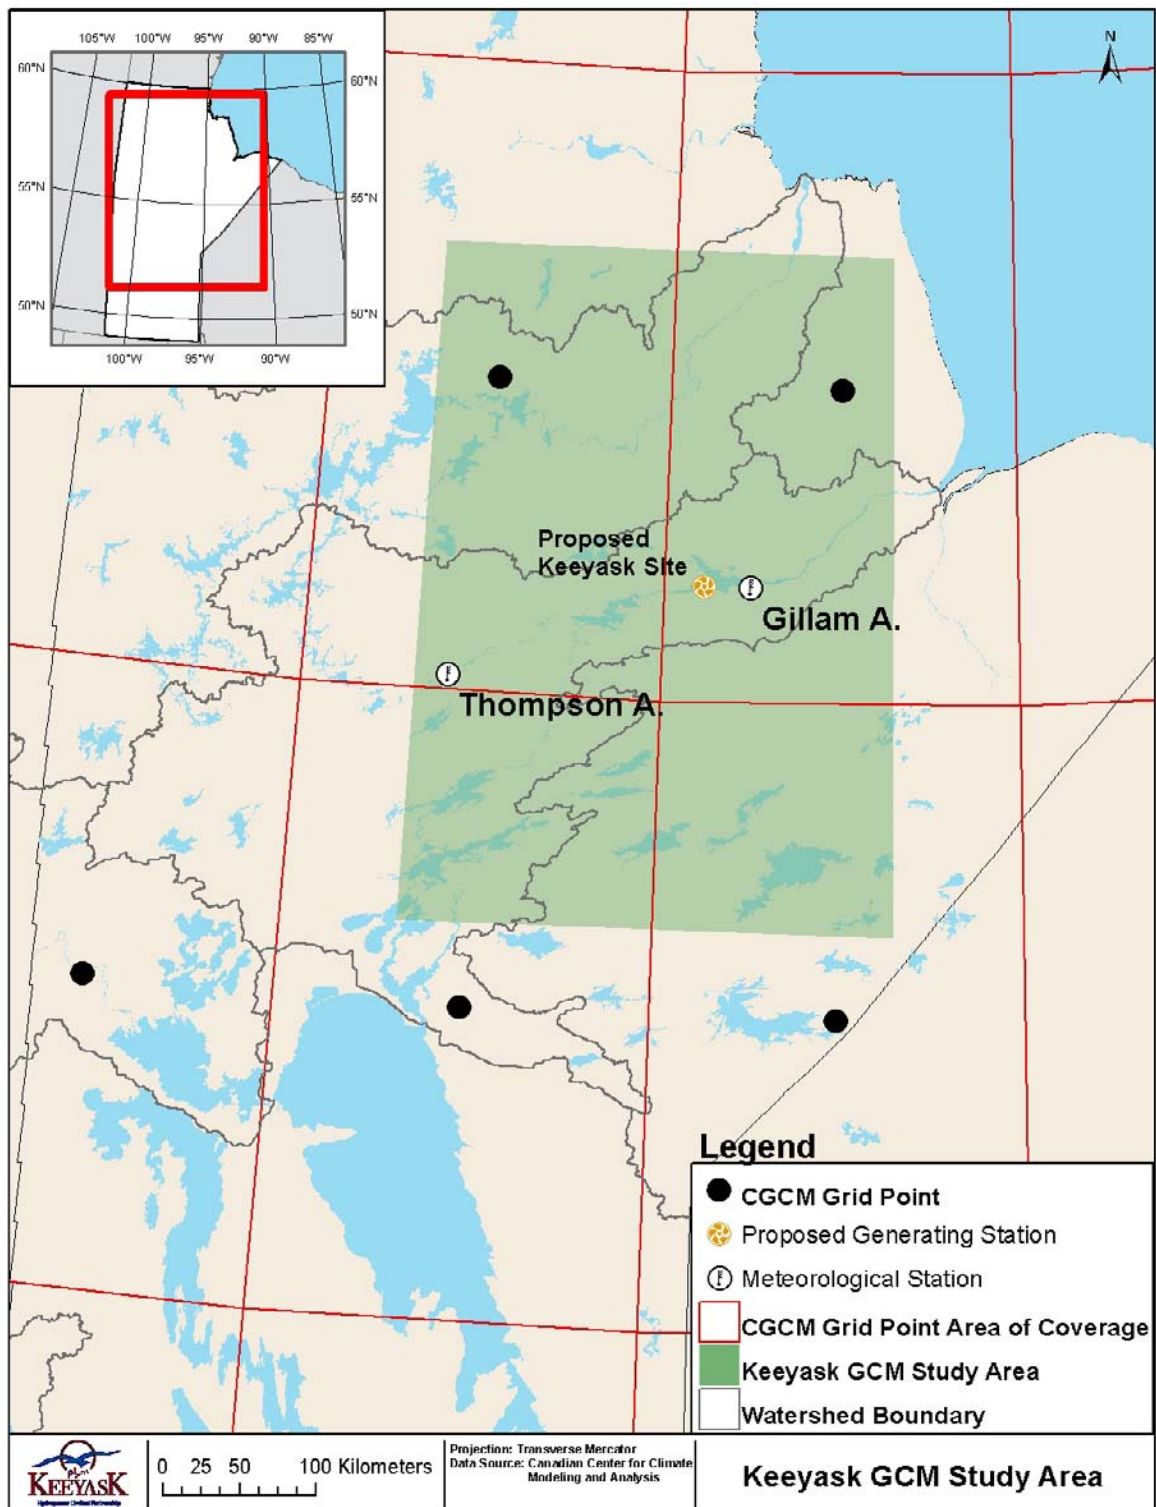 105°W 100°W 95°W 90°W 85°W
60°N
60°N
55°N
55°N
50°N
50°N
100°W 95°W 90°W
N
Proposed
Keeyask Site
Gillam A.
Thompson A.
Legend
CGCM Grid Point
Proposed Generating Station
Meteorological Station
CGCM Grid Point Area of Coverage
Keeyask GCM Study Area
Watershed Boundary
KEEYASK
Hydropower Limited Partnership
0 25 50 100 Kilometers
Projection: Transverse Mercator
Data Source: Canadian Center for Climate
Modeling and Analysis
Keeyask GCM Study Area